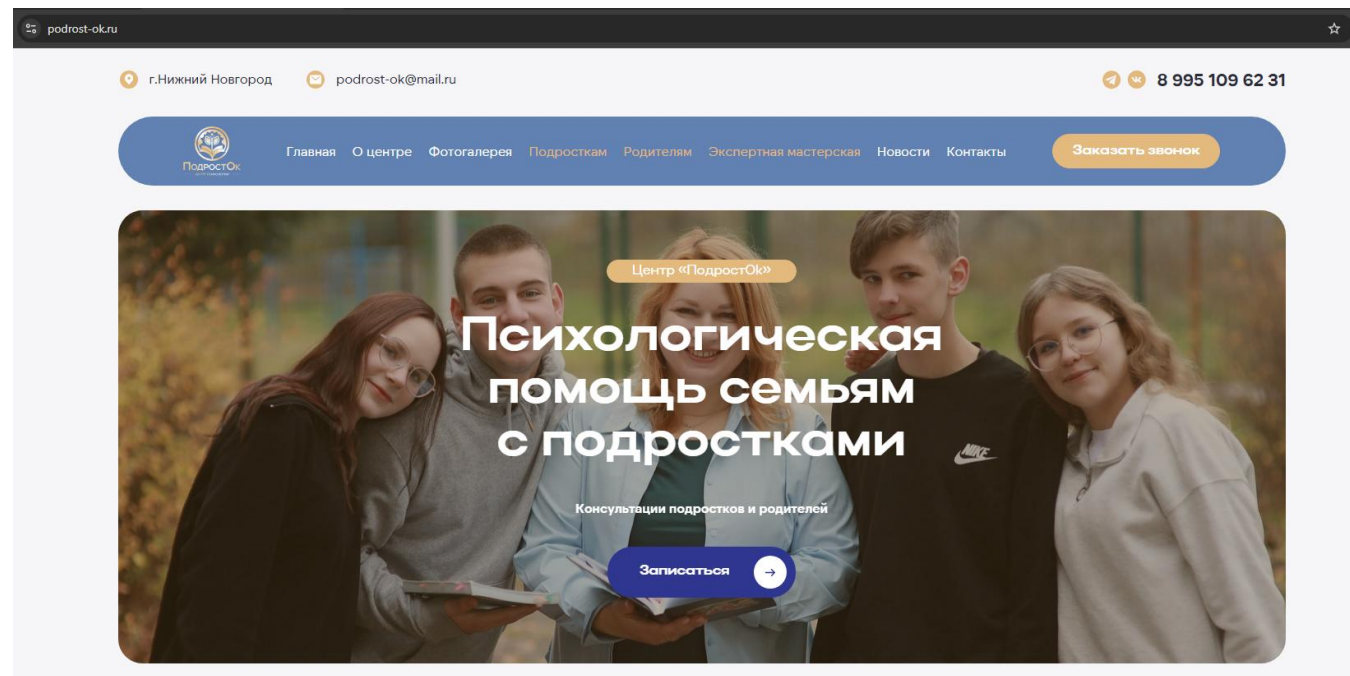 podrost-ok.ru
г.Нижний Новгород podrost-ok@mail.ru 8 995 109 62 31
ПодростОк
Главная О центре Фотогалерея Подросткам Родителям Экспертная мастерская Новости Контакты Заказать звонок
Центр «ПодростОк»
Психологическая
помощь семьям
с подростками
NIKE
Консультации подростков и родителей
Записаться